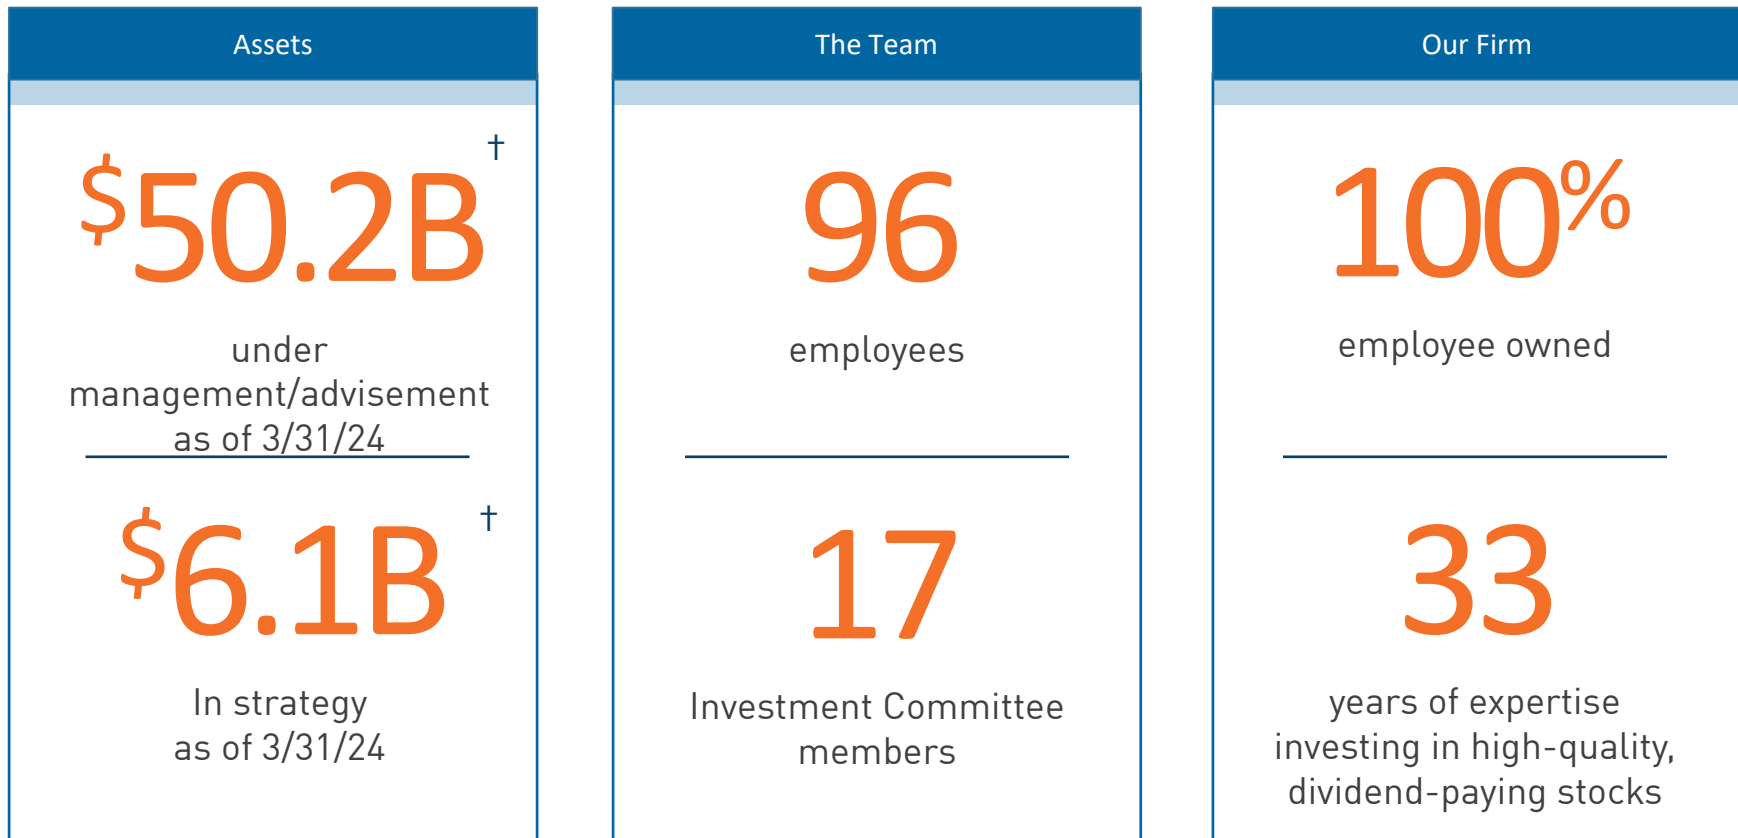 Assets
$50.2B†
under
management/advisement
as of 3/31/24
$6.1B†
In strategy
as of 3/31/24
The Team
96
employees
17
Investment Committee
members
Our Firm
100%
employee owned
33
years of expertise
investing in high-quality,
dividend-paying stocks